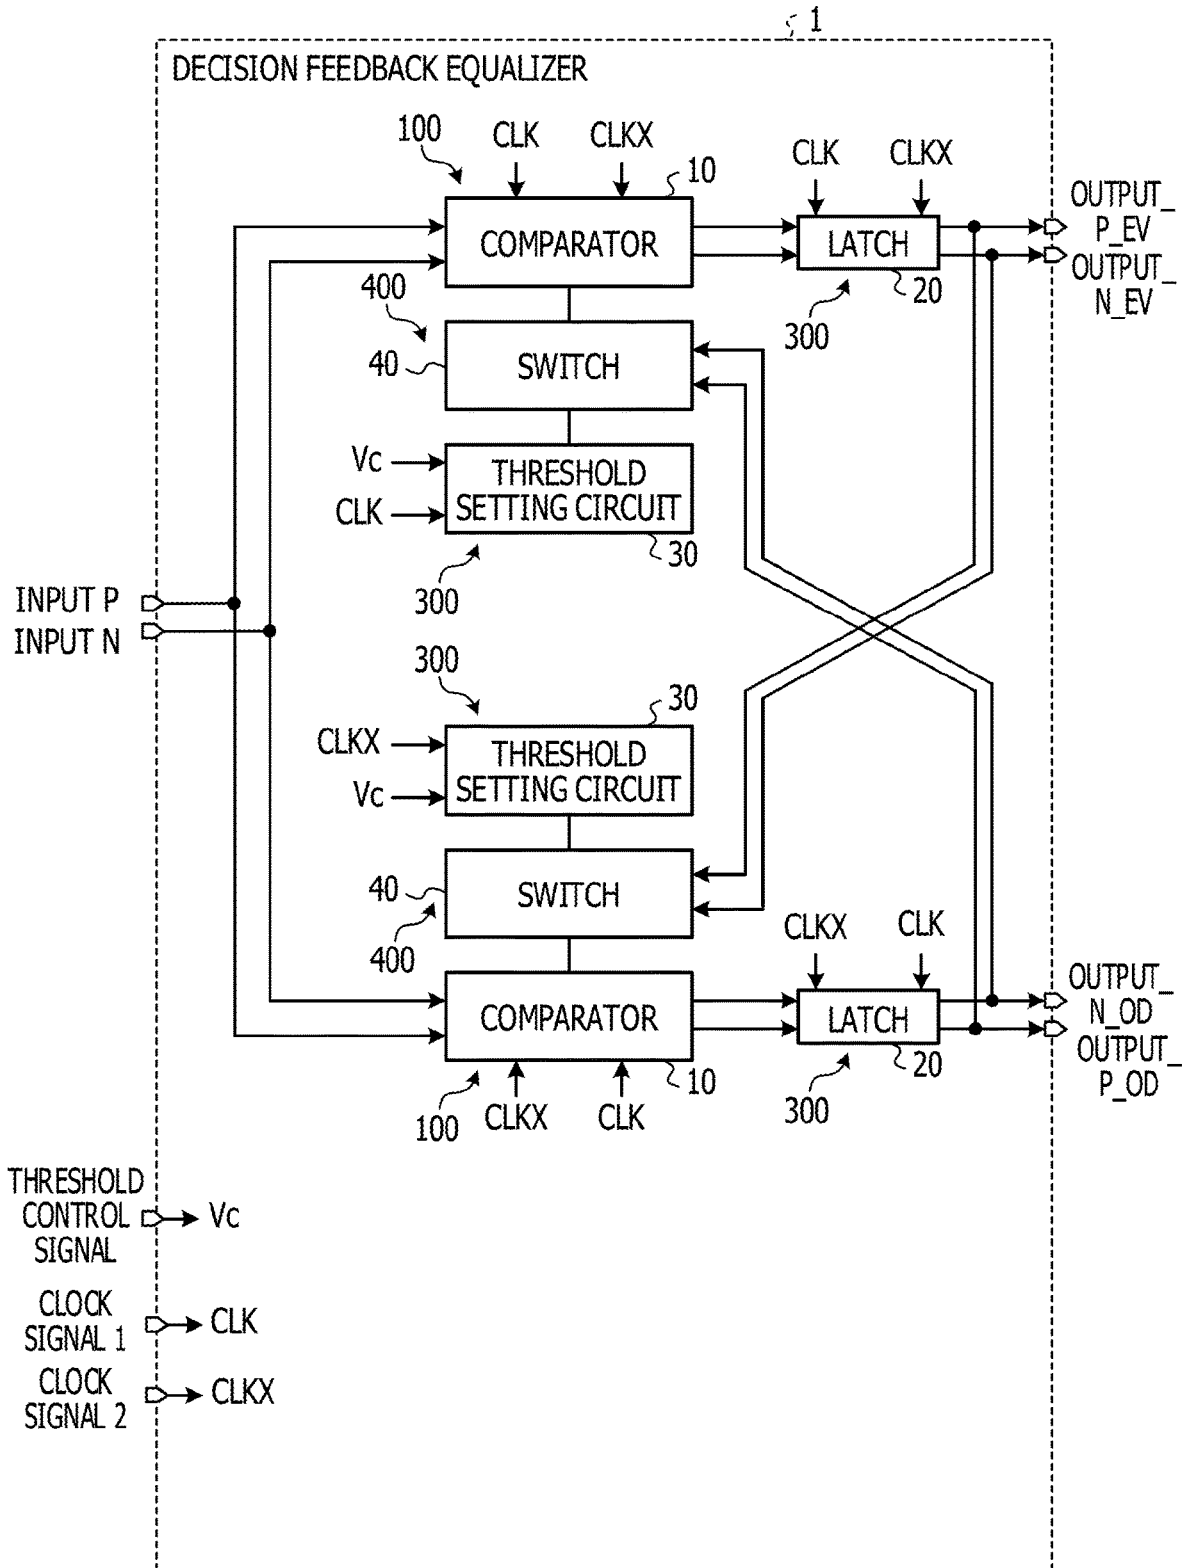 1
DECISION FEEDBACK EQUALIZER
100
CLK
CLKX
10
CLK
CLKX
COMPARATOR
LATCH
OUTPUT_
P_EV
OUTPUT_
N_EV
20
300
400
40
SWITCH
Vc
CLK
THRESHOLD
SETTING CIRCUIT
30
300
INPUT P
INPUT N
300
30
CLKX
Vc
THRESHOLD
SETTING CIRCUIT
40
400
SWITCH
CLKX
CLK
COMPARATOR
LATCH
OUTPUT_
N_OD
OUTPUT_
P_OD
10
20
100
CLKX
CLK
300
THRESHOLD
CONTROL
SIGNAL
Vc
CLOCK
SIGNAL 1
CLK
CLOCK
SIGNAL 2
CLKX